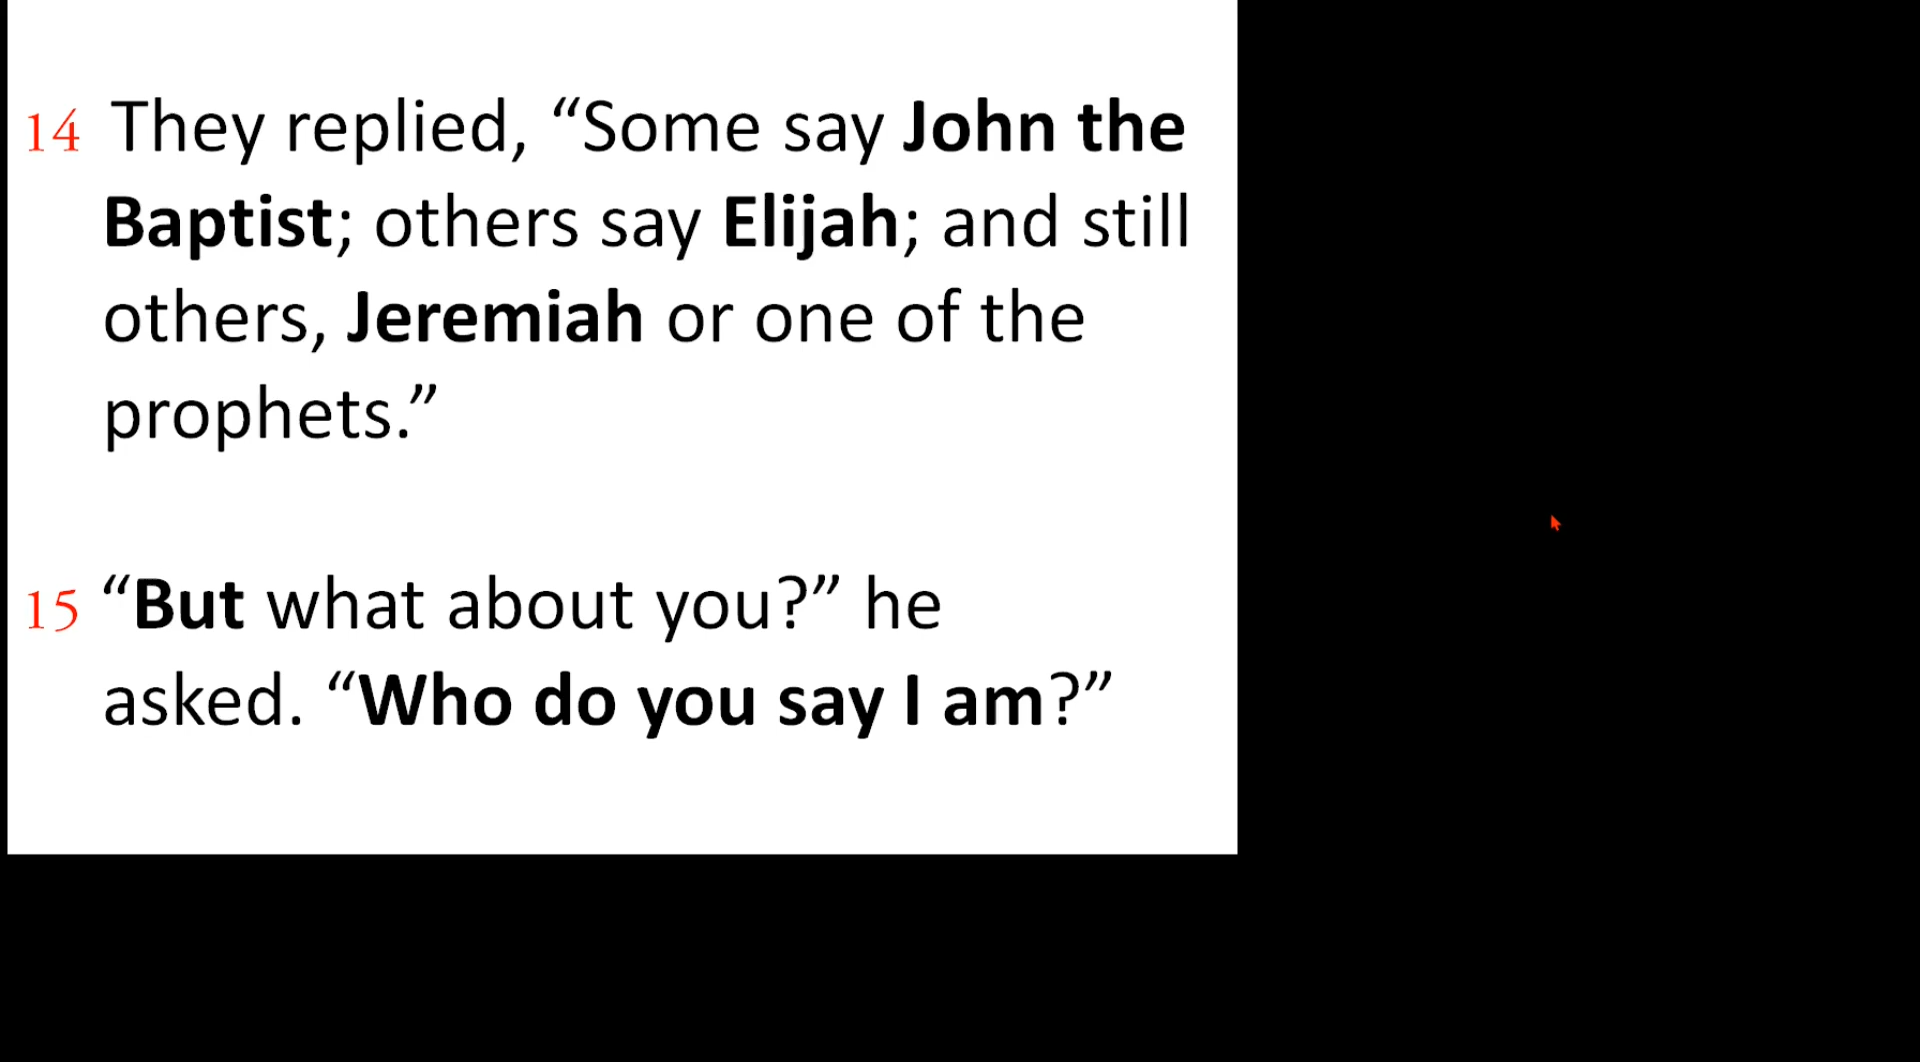 14 They replied, “Some say John the
Baptist; others say Elijah; and still
others, Jeremiah or one of the
prophets.”
15 “But what about you?” he
asked. “Who do you say I am?”